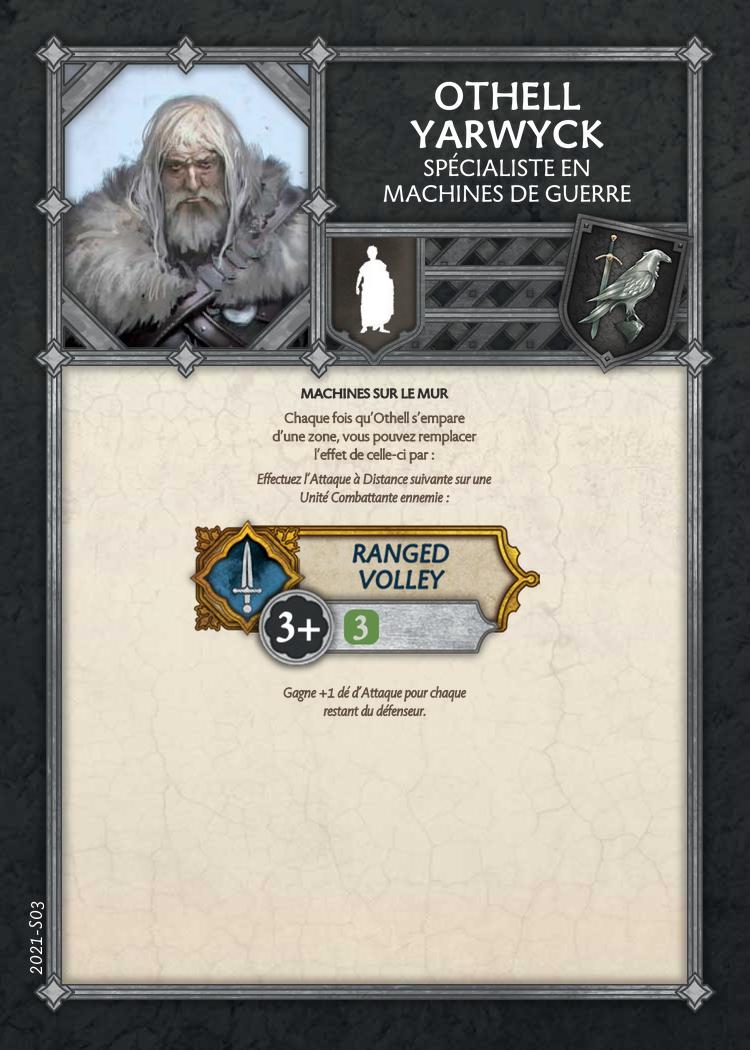 OTHELL
YARWYCK
SPÉCIALISTE EN
MACHINES DE GUERRE
MACHINES SUR LE MUR
Chaque fois qu'Othell s'empare
d'une zone, vous pouvez remplacer
l'effet de celle-ci par :
Effectuez l'Attaque à Distance suivante sur une
Unité Combattante ennemie :
RANGED
VOLLEY
3+
3
Gagne +1 dé d'Attaque pour chaque
restant du défenseur.
2021-S03